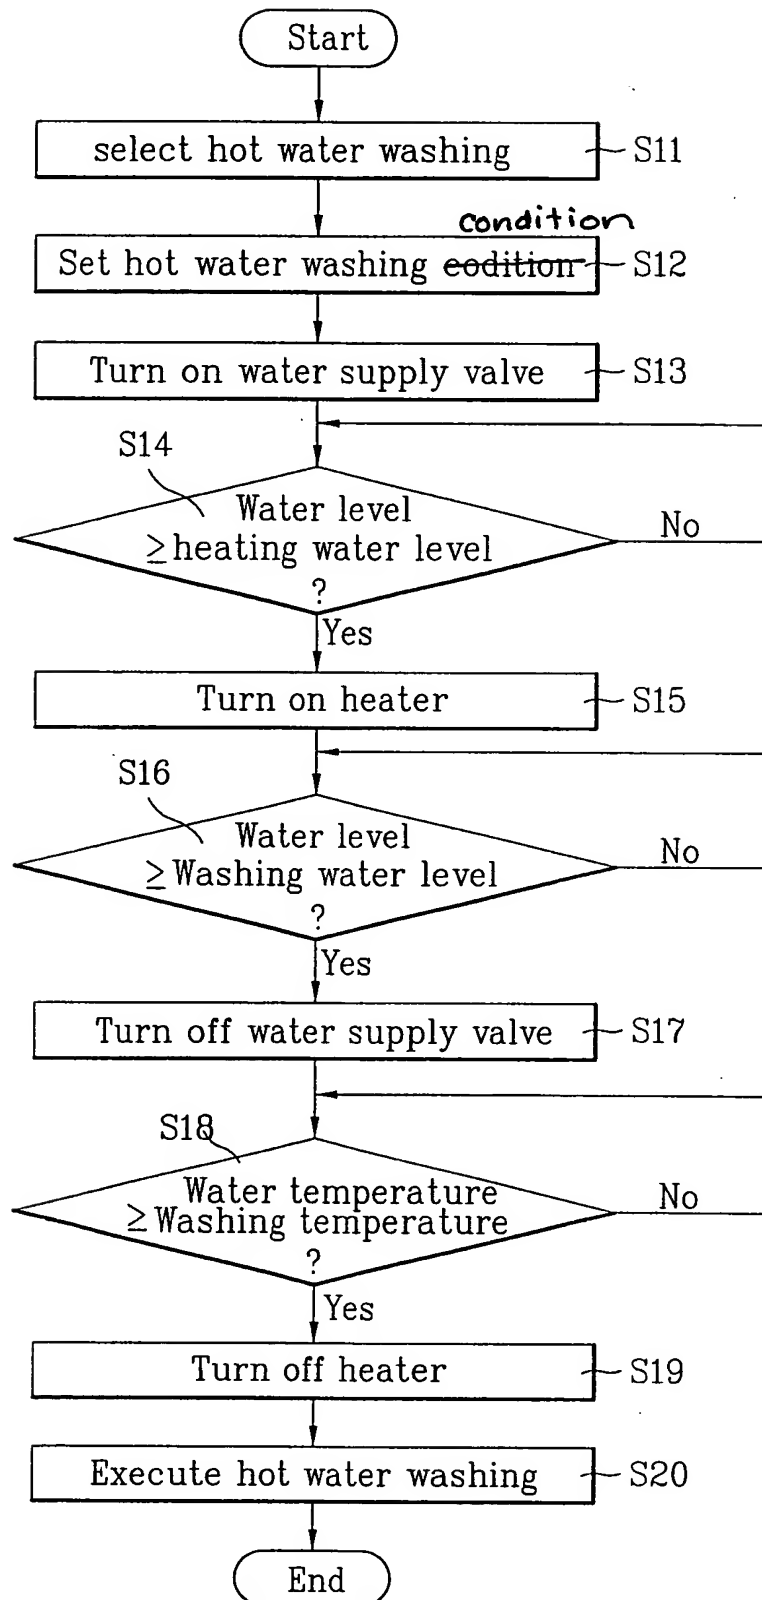 Start
select hot water washing
S11
condition
Set hot water washing eodition
S12
Turn on water supply valve
S13
S14
Water level
≥heating water level
?
No
Yes
Turn on heater
S15
S16
Water level
≥Washing water level
?
No
Yes
Turn off water supply valve
S17
S18
Water temperature
≥Washing temperature
?
No
Yes
Turn off heater
S19
Execute hot water washing
S20
End